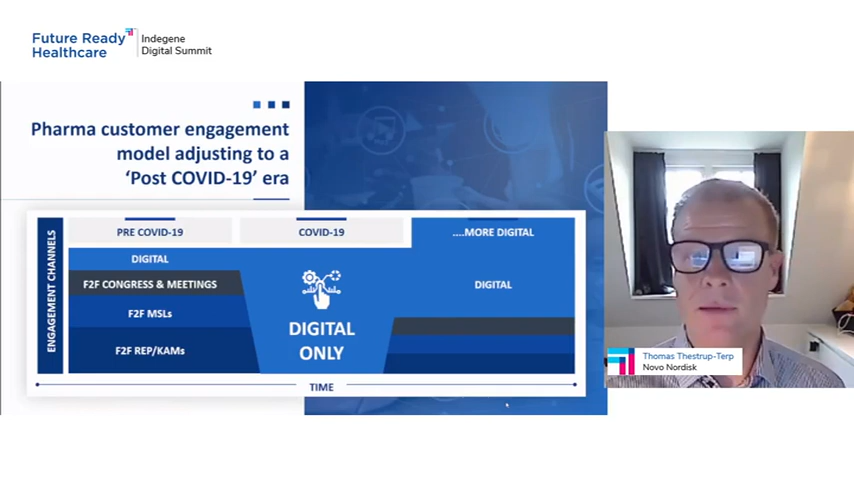 Future Ready
Healthcare
Indegene
Digital Summit
Pharma customer engagement
model adjusting to a
‘Post COVID-19’ era
ENGAGEMENT CHANNELS
PRE COVID-19
COVID-19
....MORE DIGITAL
DIGITAL
F2F CONGRESS & MEETINGS
F2F MSLs
F2F REP/KAMs
DIGITAL
ONLY
DIGITAL
TIME
Thomas Thestrup-Terp
Novo Nordisk